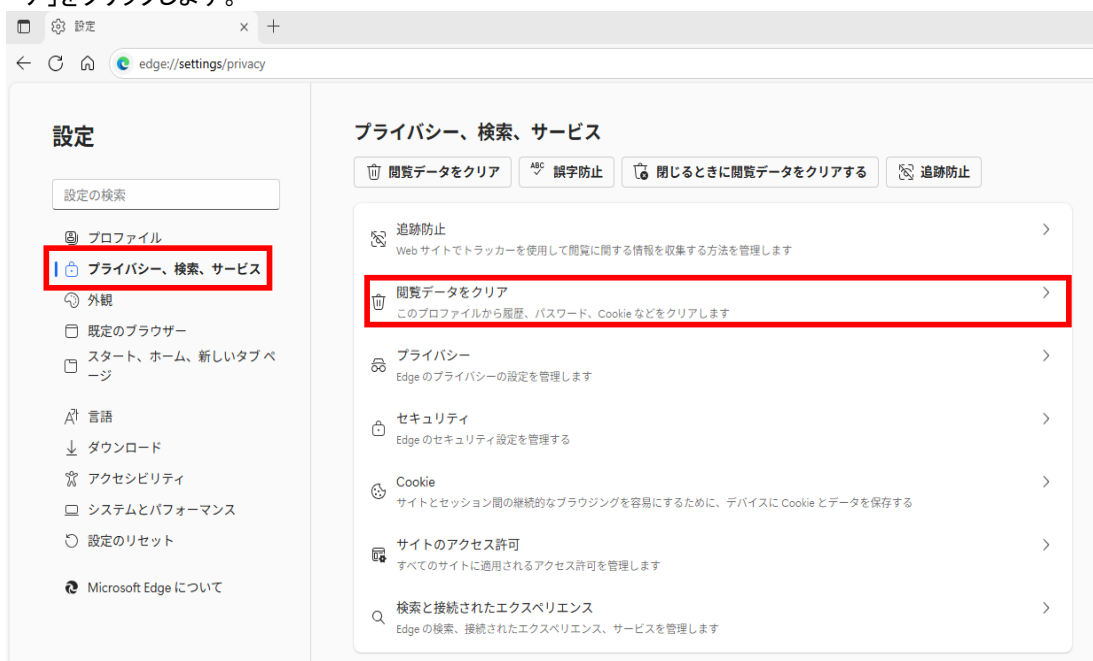 ア」をクリックします。
設定
edge://settings/privacy
設定
設定の検索
プロファイル
プライバシー、検索、サービス
外観
既定のブラウザー
スタート、ホーム、新しいタブ ペ
ージ
言語
ダウンロード
アクセシビリティ
システムとパフォーマンス
設定のリセット
Microsoft Edge について
プライバシー、検索、サービス
閲覧データをクリア
ABC 誤字防止
閉じるときに閲覧データをクリアする
追跡防止
追跡防止
Web サイトでトラッカーを使用して閲覧に関する情報を収集する方法を管理します
閲覧データをクリア
このプロファイルから履歴、パスワード、Cookie などをクリアします
プライバシー
Edge のプライバシーの設定を管理します
セキュリティ
Edge のセキュリティ設定を管理する
Cookie
サイトとセッション間の継続的なブラウジングを容易にするために、デバイスに Cookie とデータを保存する
サイトのアクセス許可
すべてのサイトに適用されるアクセス許可を管理します
検索と接続されたエクスペリエンス
Edge の検索、接続されたエクスペリエンス、サービスを管理します